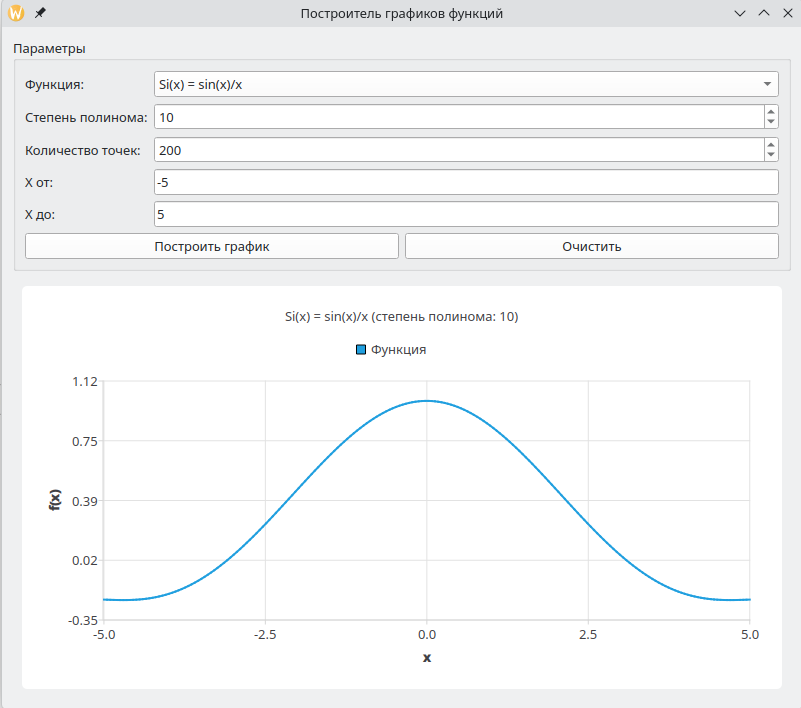 Построитель графиков функций
Параметры
Функция: Si(x) = sin(x)/x
Степень полинома: 10
Количество точек: 200
X от: -5
X до: 5
Построить график Очистить
Si(x) = sin(x)/x (степень полинома: 10)
Функция
1.12
0.75
0.39
0.02
-0.35
f(x)
-5.0 -2.5 0.0 2.5 5.0
x